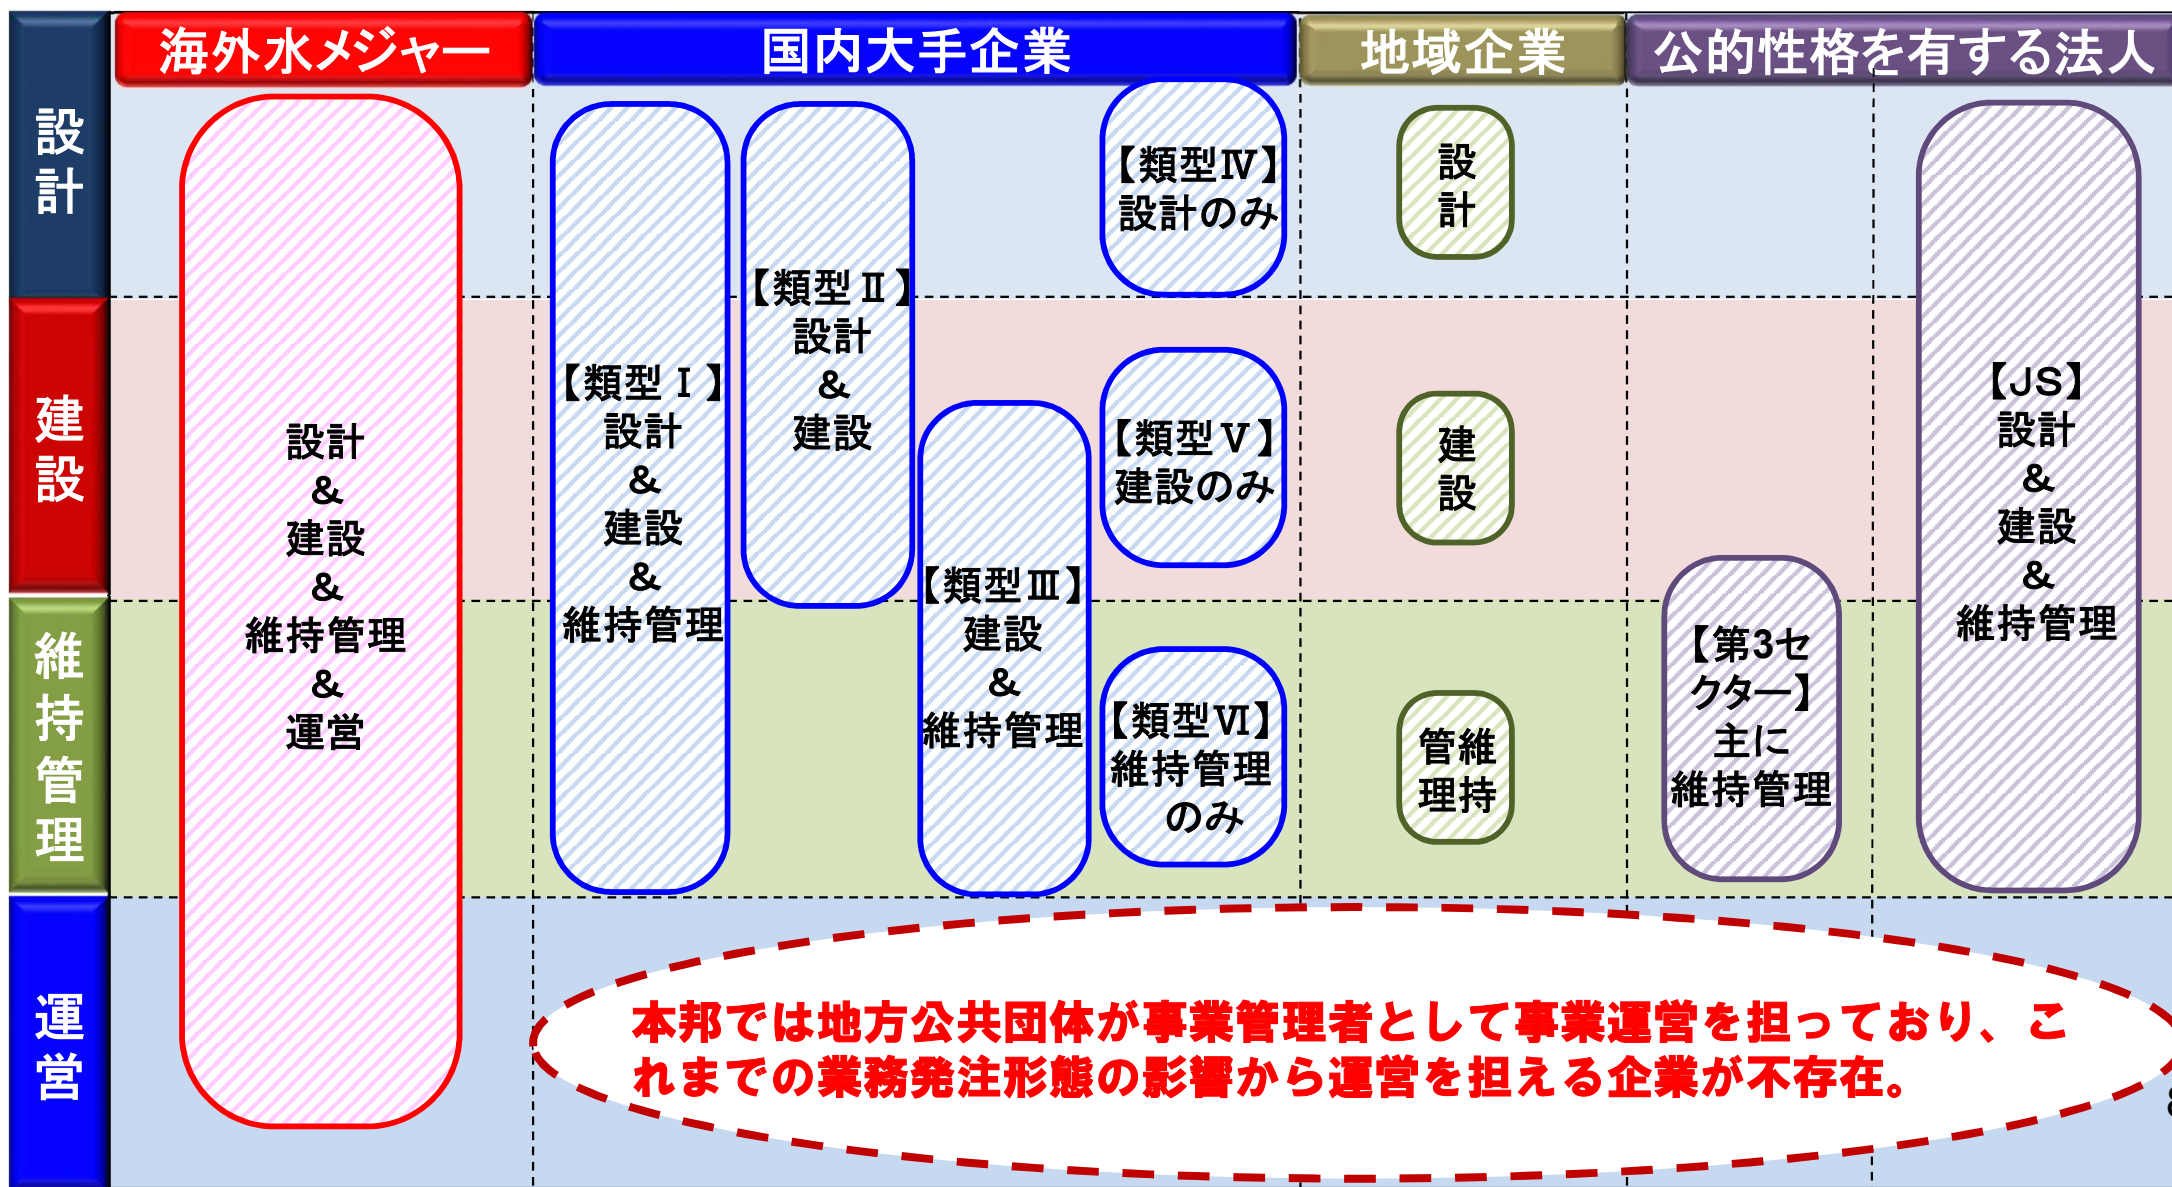 海外水メジャー
国内大手企業
地域企業
公的性格を有する法人
設計
建設
維持管理
運営
設計
&
建設
&
維持管理
&
運営
【類型Ⅰ】
設計
&
建設
&
維持管理
【類型Ⅱ】
設計
&
建設
【類型Ⅲ】
建設
&
維持管理
【類型Ⅳ】
設計のみ
【類型Ⅴ】
建設のみ
【類型Ⅵ】
維持管理
のみ
設計
建設
維持管理
【第3セ
クター】
主に
維持管理
【JS】
設計
&
建設
&
維持管理
本邦では地方公共団体が事業管理者として事業運営を担っており、こ
れまでの業務発注形態の影響から運営を担える企業が不存在。